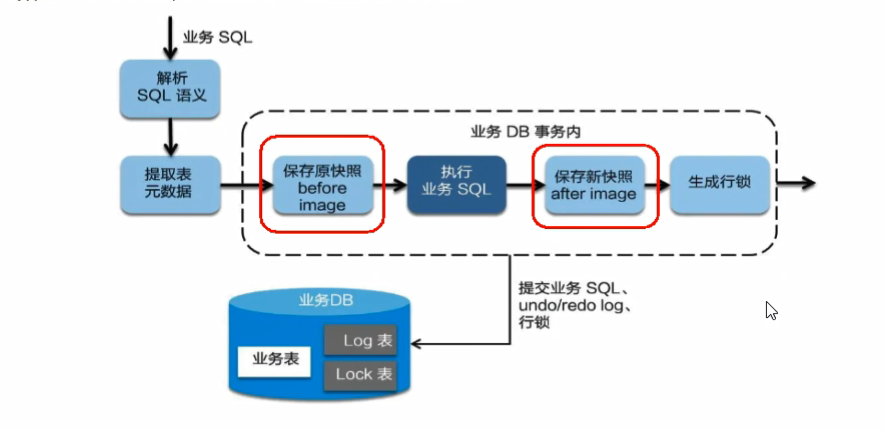 业务 SQL
解析
SQL 语义
业务 DB 事务内
提取表
元数据
保存原快照
before
image
执行
业务 SQL
保存新快照
after image
生成行锁
提交业务 SQL、
undo/redo log、
行锁
业务DB
Log 表
业务表
Lock 表